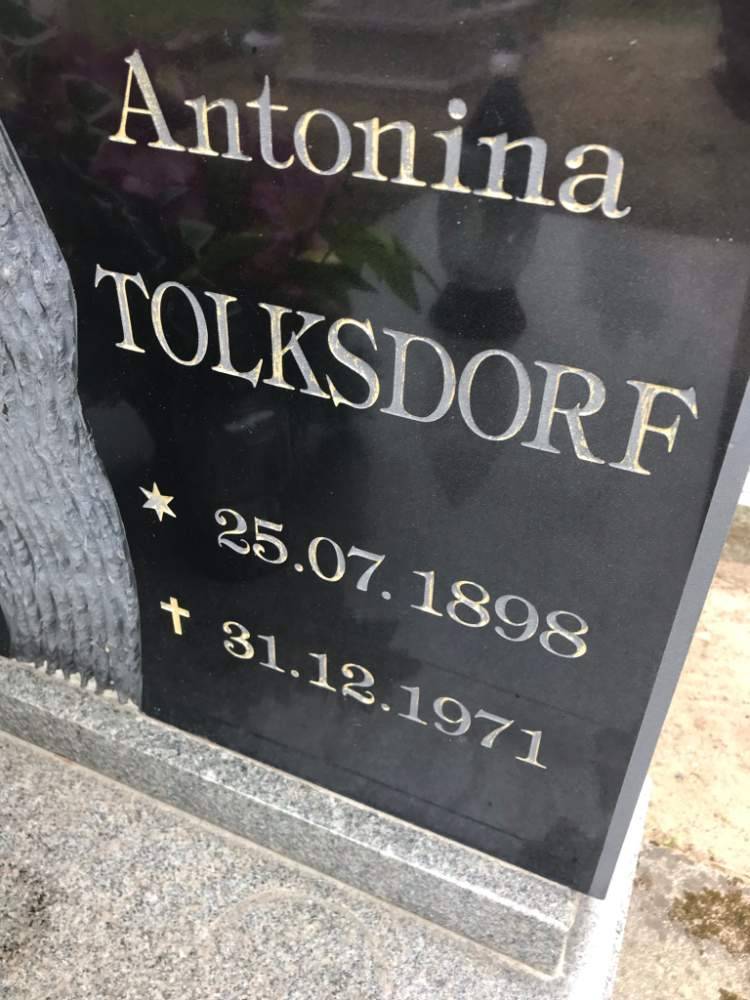 Antonina
TOLKSDORF
* 25.07.1898
✝ 31.12.1971